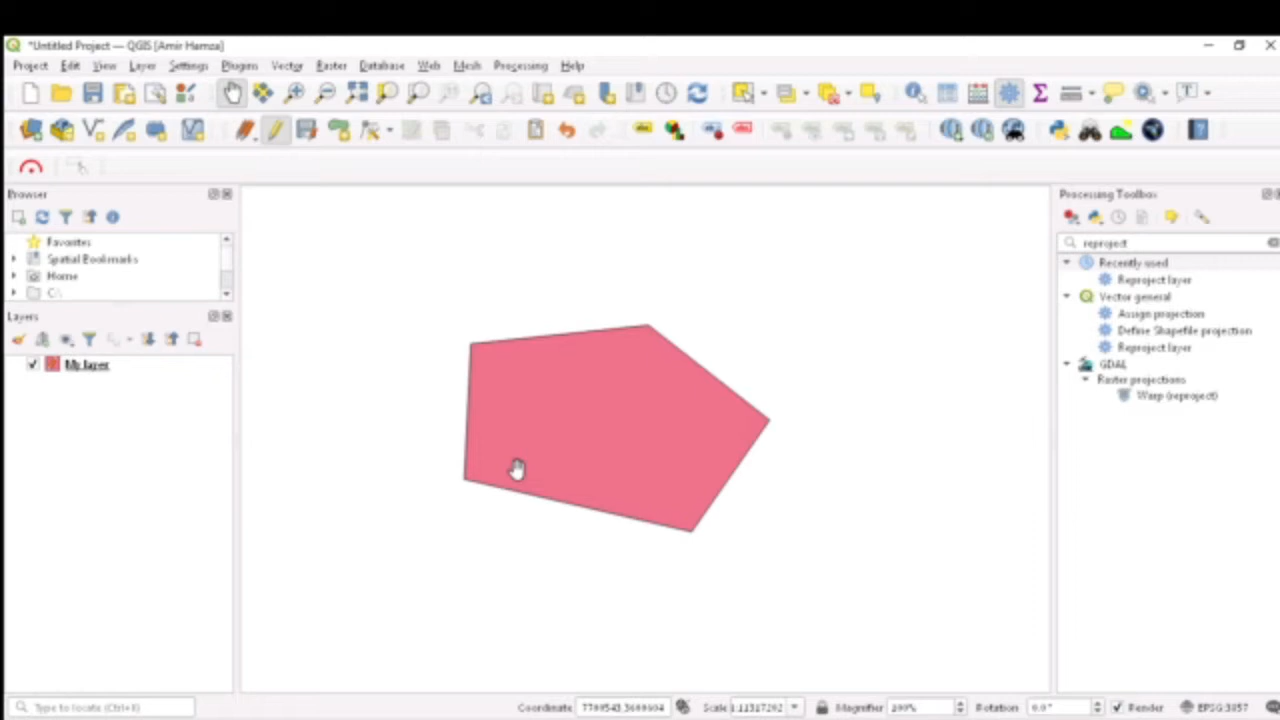 *Untitled Project — QGIS [Amir Hamza]
Project Edit View Layer Settings Plugins Vector Raster Database Web Mesh Processing Help
Browser
Favorites
Spatial Bookmarks
Home
C:\
Layers
My layer
Processing Toolbox
reproject
Recently used
Reproject layer
Vector general
Assign projection
Define Shapefile projection
Reproject layer
GDAL
Raster projections
Warp (reproject)
Type to locate (Ctrl+K)
Coordinate
Scale
Magnifier
Rotation 0.0°
Render
EPSG:3857